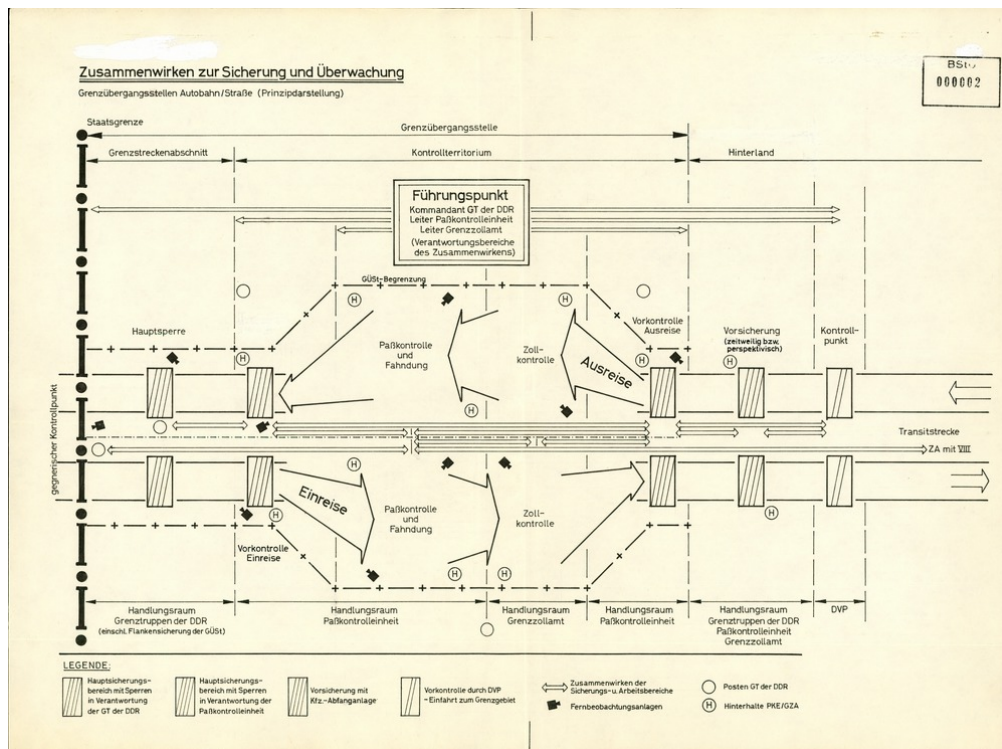 Zusammenwirken zur Sicherung und Überwachung
Grenzübergangsstellen Autobahn/Straße (Prinzipdarstellung)
BStU
000002
Staatsgrenze
Grenzübergangsstelle
Grenzstreckenabschnitt
Kontrollterritorium
Hinterland
Führungspunkt
Kommandant GT der DDR
Leiter Paßkontrolleinheit
Leiter Grenzzollamt
(Verantwortungsbereiche
des Zusammenwirkens)
GÜSt-Begrenzung
H
H
Hauptsperre
Vorkontrolle
Ausreise
Vorsicherung
(zeitweilig bzw.
perspektivisch)
Kontroll-
punkt
H
H
H
Paßkontrolle
und
Fahndung
Zoll-
kontrolle
Ausreise
H
gegnerischer Kontrollpunkt
Transitstrecke
ZA mit VIII
H
Einreise
Paßkontrolle
und
Fahndung
Zoll-
kontrolle
H
H
Vorkontrolle
Einreise
H
H
Handlungsraum
Grenztruppen der DDR
(einschl. Flankensicherung der GÜSt)
Handlungsraum
Paßkontrolleinheit
Handlungsraum
Grenzzollamt
Handlungsraum
Paßkontrolleinheit
Handlungsraum
Grenztruppen der DDR
Paßkontrolleinheit
Grenzzollamt
DVP
LEGENDE:
Hauptsicherungs-
bereich mit Sperren
in Verantwortung
der GT der DDR
Hauptsicherungs-
bereich mit Sperren
in Verantwortung der
Paßkontrolleinheit
Vorsicherung mit
Kfz.-Abfanganlage
Vorkontrolle durch DVP
-Einfahrt zum Grenzgebiet
Zusammenwirken der
Sicherungs-u. Arbeitsbereiche
Fernbeobachtungsanlagen
Posten GT der DDR
H Hinterhalte PKE/GZA